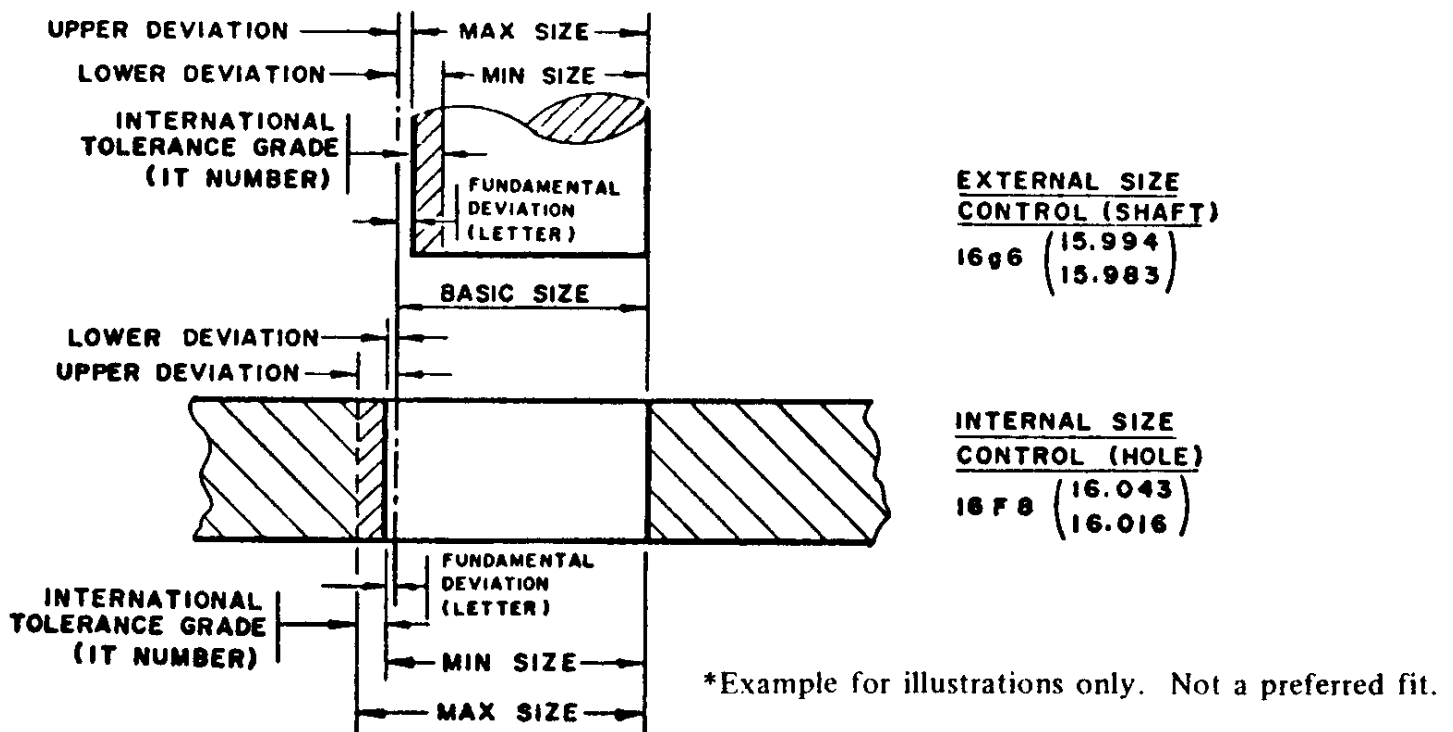 UPPER DEVIATION
MAX SIZE
LOWER DEVIATION
MIN SIZE
INTERNATIONAL
TOLERANCE GRADE
(IT NUMBER)
FUNDAMENTAL
DEVIATION
(LETTER)
BASIC SIZE
LOWER DEVIATION
UPPER DEVIATION
EXTERNAL SIZE
CONTROL (SHAFT)
16g6 (15.994
15.983)
INTERNAL SIZE
CONTROL (HOLE)
16F8 (16.043
16.016)
FUNDAMENTAL
DEVIATION
(LETTER)
INTERNATIONAL
TOLERANCE GRADE
(IT NUMBER)
MIN SIZE
MAX SIZE
*Example for illustrations only. Not a preferred fit.